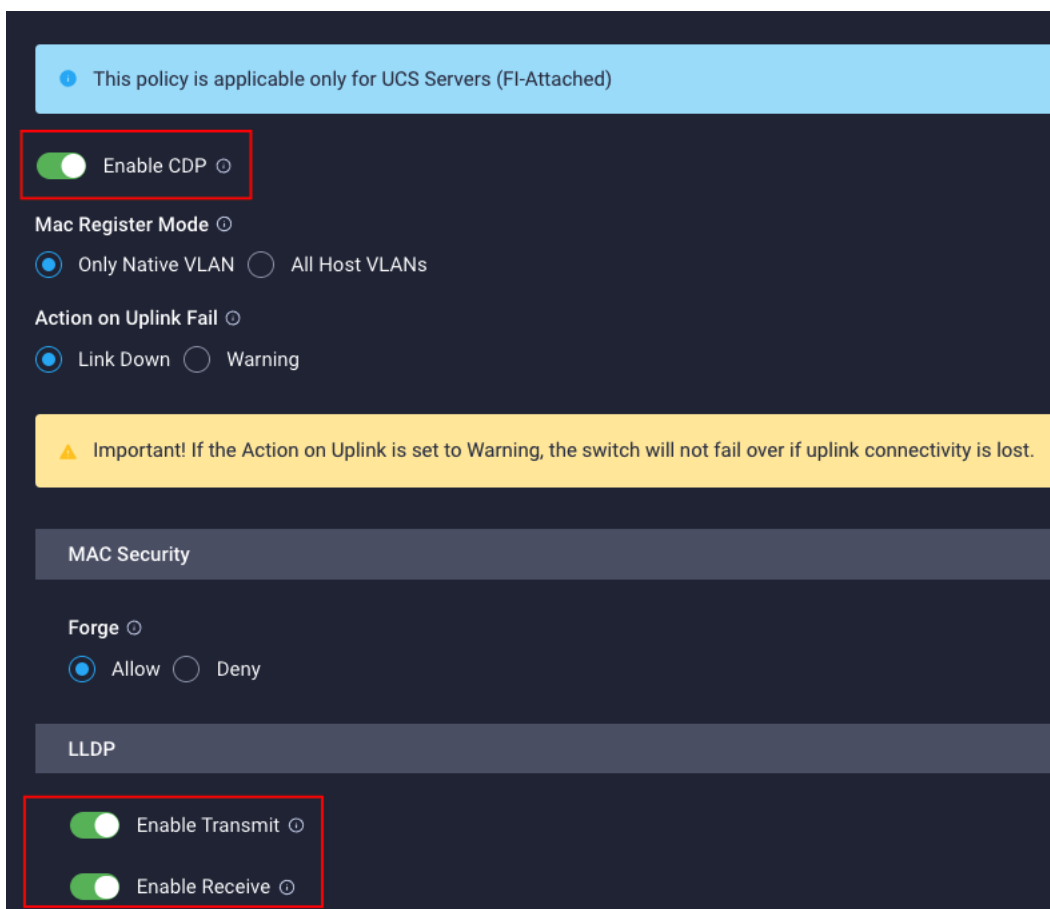 This policy is applicable only for UCS Servers (FI-Attached)
Enable CDP
Mac Register Mode
Only Native VLAN All Host VLANs
Action on Uplink Fail
Link Down Warning
Important! If the Action on Uplink is set to Warning, the switch will not fail over if uplink connectivity is lost.
MAC Security
Forge
Allow Deny
LLDP
Enable Transmit
Enable Receive